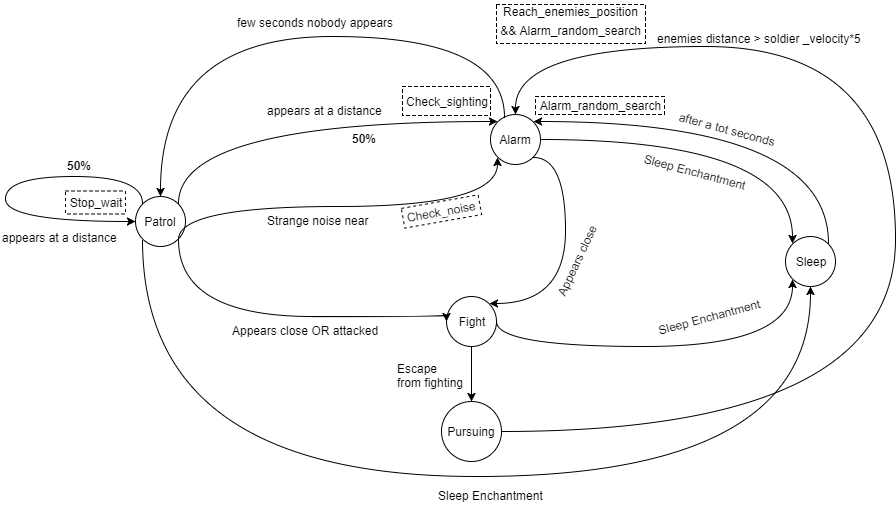 Reach_enemies_position
&& Alarm_random_search
few seconds nobody appears
enemies distance > soldier _velocity*5
Check_sighting
Alarm_random_search
appears at a distance
after a tot seconds
50%
Alarm
Sleep Enchantment
50%
Stop_wait
Patrol
Strange noise near
Check_noise
appears at a distance
Appears close
Sleep
Fight
Sleep Enchantment
Appears close OR attacked
Escape
from fighting
Pursuing
Sleep Enchantment